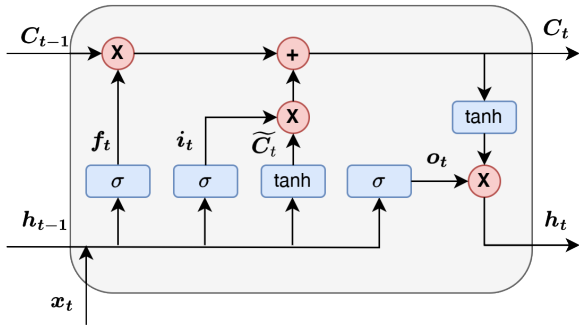 C_{t-1} X + C_t
tanh
f_t i_t X
\widetilde{C}_t o_t
σ σ tanh σ X
h_{t-1} h_t
x_t